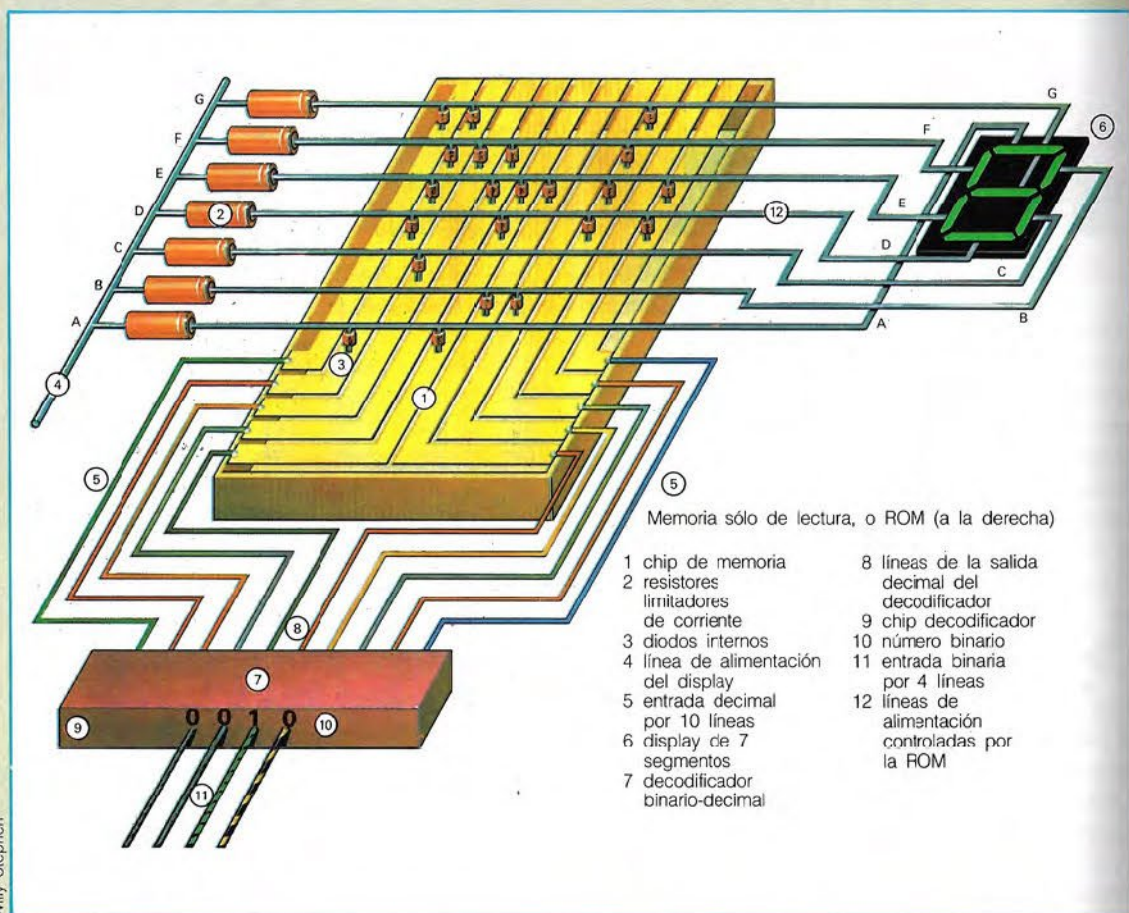 G
G
F
F
6
E
E
D
2
12
D
C
C
B
B
A
A
3
4
1
5
5
Memoria sólo de lectura, o ROM (a la derecha)
1 chip de memoria
2 resistores
limitadores
de corriente
3 diodos internos
4 línea de alimentación
del display
5 entrada decimal
por 10 líneas
6 display de 7
segmentos
7 decodificador
binario-decimal
8 líneas de la salida
decimal del
decodificador
9 chip decodificador
10 número binario
11 entrada binaria
por 4 líneas
12 líneas de
alimentación
controladas por
la ROM
8
7
9
0 0 1 0
10
11
Stephen